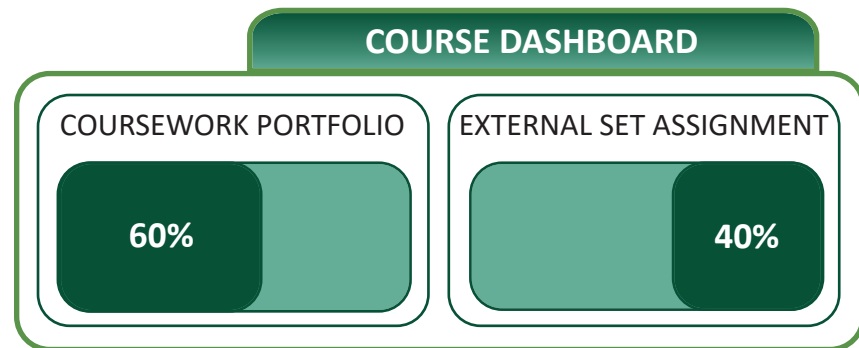 COURSE DASHBOARD
COURSEWORK PORTFOLIO
60%
EXTERNAL SET ASSIGNMENT
40%